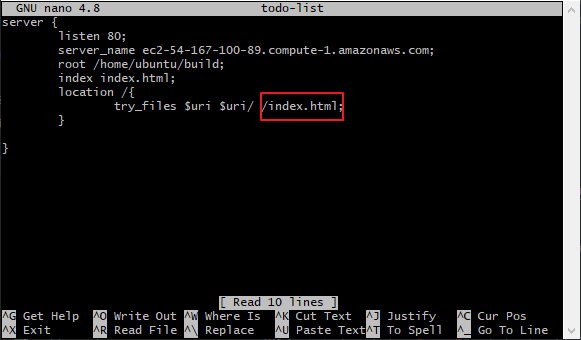 GNU nano 4.8 todo-list
server {
listen 80;
server_name ec2-54-167-100-89.compute-1.amazonaws.com;
root /home/ubuntu/build;
index index.html;
location /{
try_files $uri $uri/ /index.html;
}
}
[ Read 10 lines ]
^G Get Help ^O Write Out ^W Where Is ^K Cut Text ^J Justify ^C Cur Pos
^X Exit ^R Read File ^\ Replace ^U Paste Text ^T To Spell ^_ Go To Line